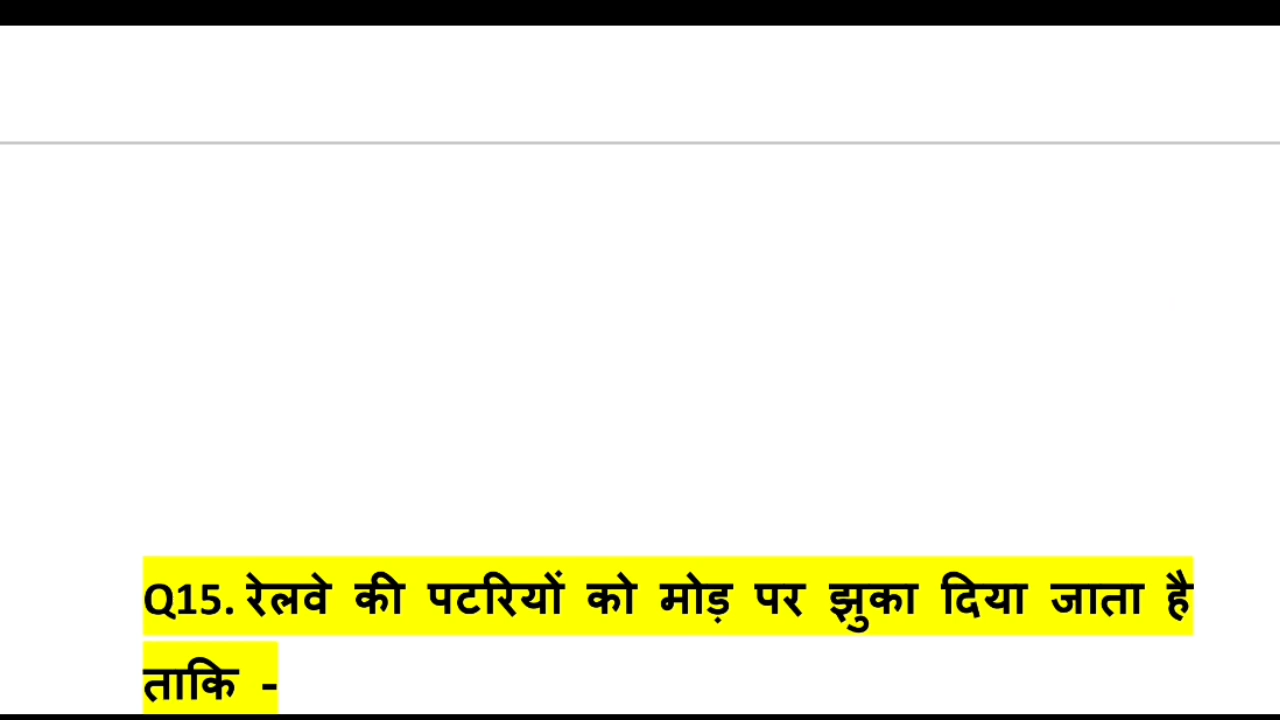 Q15. रेलवे की पटरियों को मोड़ पर झुका दिया जाता है
ताकि -